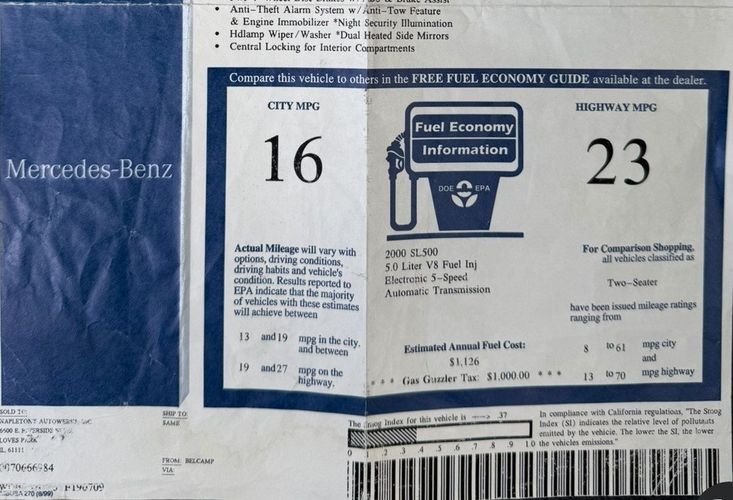 • Anti-Theft Alarm System w/Anti-Tow Feature
& Engine Immobilizer *Night Security Illumination
• Hdlamp Wiper/Washer *Dual Heated Side Mirrors
• Central Locking for Interior Compartments
Compare this vehicle to others in the FREE FUEL ECONOMY GUIDE available at the dealer.
Mercedes-Benz
CITY MPG
16
Fuel Economy
Information
DOE EPA
HIGHWAY MPG
23
Actual Mileage will vary with
options, driving conditions,
driving habits and vehicle's
condition. Results reported to
EPA indicate that the majority
of vehicles with these estimates
will achieve between
13 and 19 mpg in the city.
and between
19 and 27 mpg on the
highway.
2000 SL500
5.0 Liter V8 Fuel Inj
Electronic 5-Speed
Automatic Transmission
Estimated Annual Fuel Cost:
$1,126
* * * Gas Guzzler Tax: $1,000.00 * * *
For Comparison Shopping,
all vehicles classified as
Two-Seater
have been issued mileage ratings
ranging from
8 to 61 mpg city
and
13 to 70 mpg highway
SOLD TO:
NAPLETON'S AUTOWERKS, INC
6500 E.
LOVES PARK
IL 61111
SHIP TO:
SAME
FROM: BELCAMP
VIA:
F190709
270 (8/99)
The Smog Index for this vehicle is ---> .37
0 .2 .3 .4 .5 .6 .7 .8 .9 1.0
In compliance with California regulations, "The Smog
Index (SI) indicates the relative level of pollutants
emitted by the vehicle. The lower the SI, the lower
the vehicles emissions."